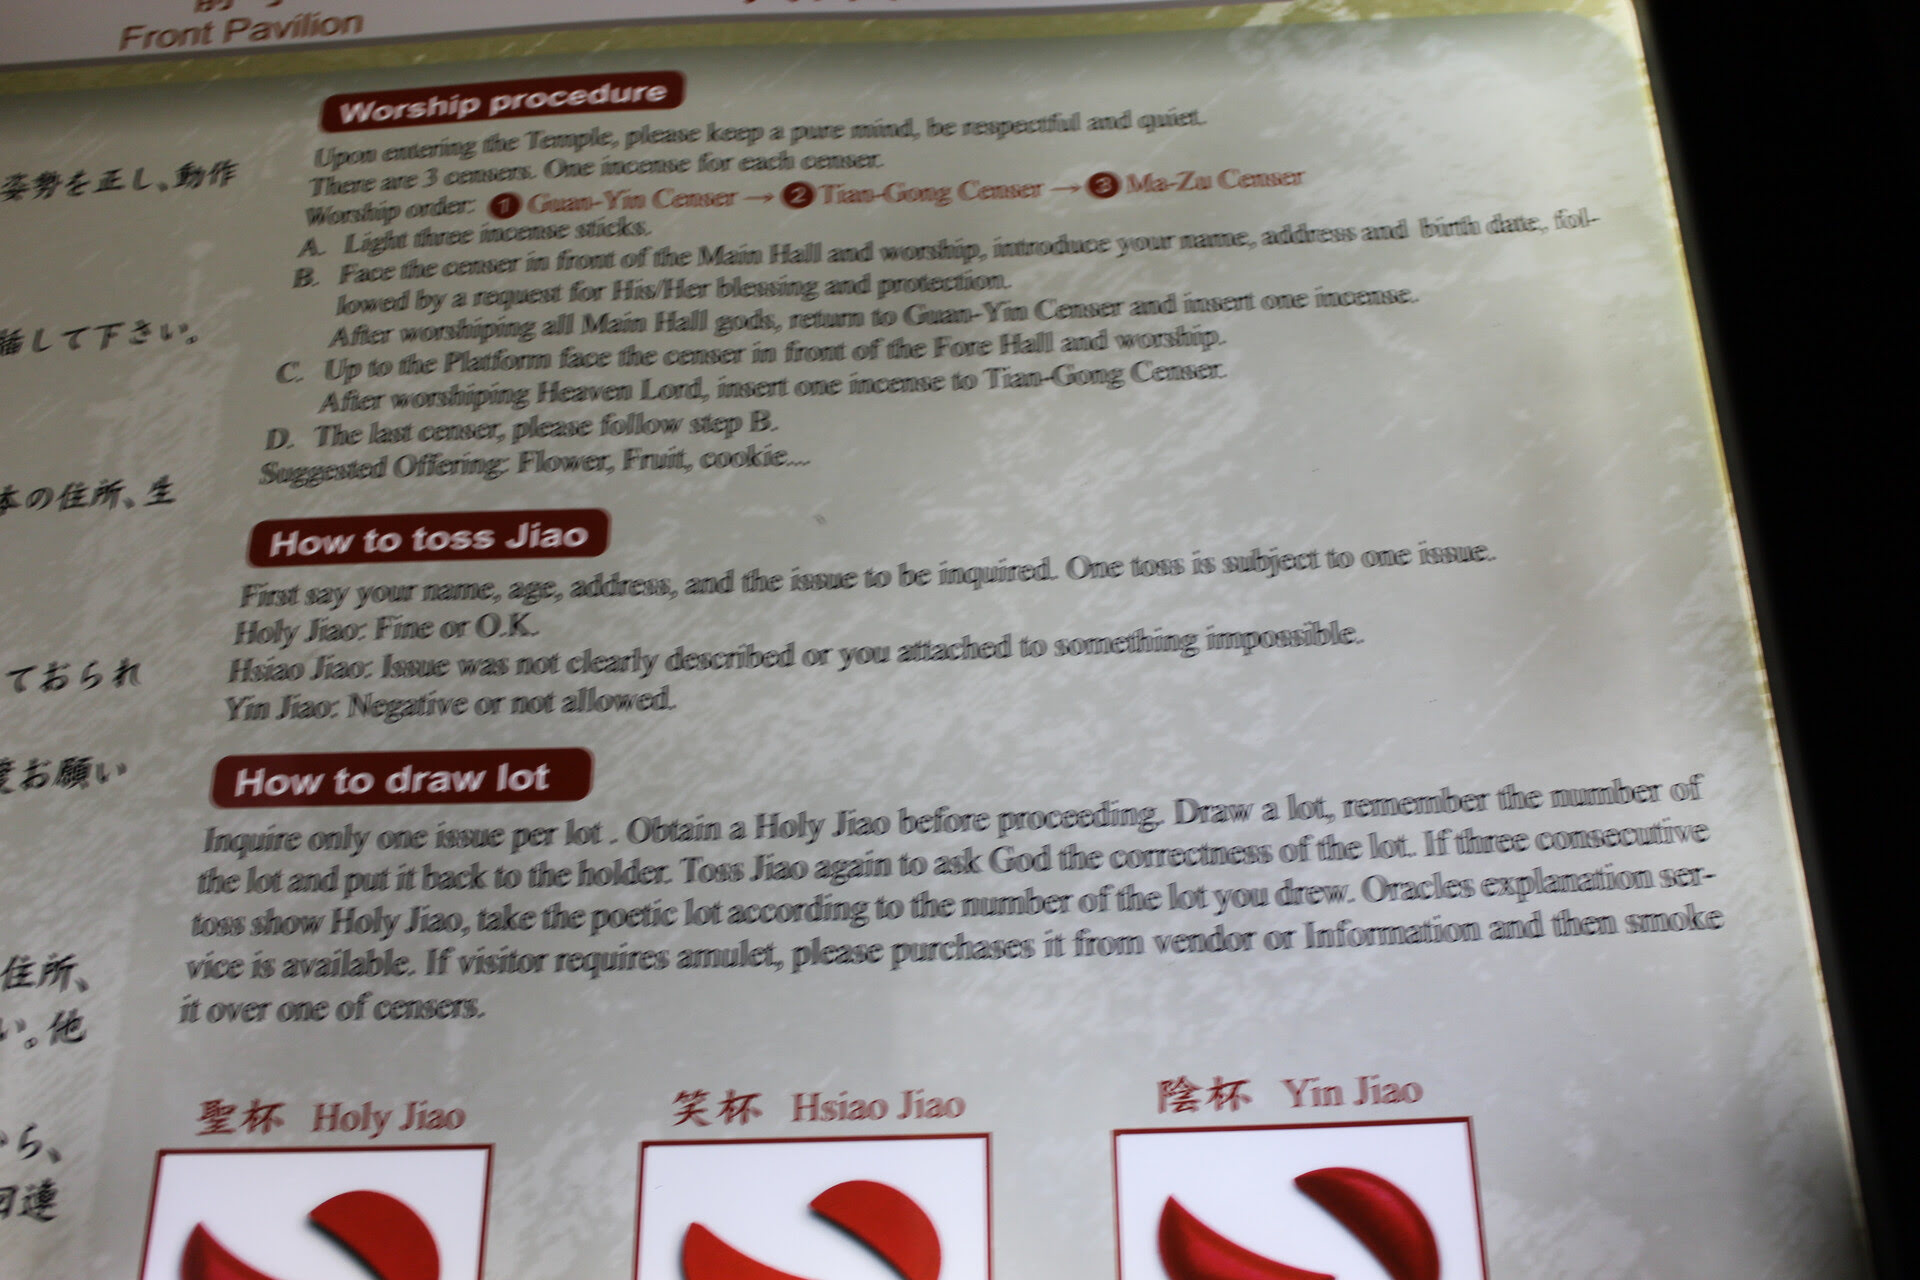 Front Pavilion
Worship procedure
Upon entering the Temple, please keep a pure mind, be respectful and quiet.
There are 3 censers. One incense for each censer.
Worship order: ❶ Guan-Yin Censer → ❷ Tian-Gong Censer → ❸ Ma-Zu Censer
A. Light three incense sticks.
B. Face the censer in front of the Main Hall and worship, introduce your name, address and birth date, fol-
lowed by a request for His/Her blessing and protection.
After worshiping all Main Hall gods, return to Guan-Yin Censer and insert one incense.
C. Up to the Platform face the censer in front of the Fore Hall and worship.
After worshiping Heaven Lord, insert one incense to Tian-Gong Censer.
D. The last censer, please follow step B.
Suggested Offering: Flower, Fruit, cookie....
How to toss Jiao
First say your name, age, address, and the issue to be inquired. One toss is subject to one issue.
Holy Jiao: Fine or O.K.
Hsiao Jiao: Issue was not clearly described or you attached to something impossible.
Yin Jiao: Negative or not allowed.
How to draw lot
Inquire only one issue per lot . Obtain a Holy Jiao before proceeding. Draw a lot, remember the number of
the lot and put it back to the holder. Toss Jiao again to ask God the correctness of the lot. If three consecutive
toss show Holy Jiao, take the poetic lot according to the number of the lot you drew. Oracles explanation ser-
vice is available. If visitor requires amulet, please purchases it from vendor or Information and then smoke
it over one of censers.
聖杯 Holy Jiao
笑杯 Hsiao Jiao
陰杯 Yin Jiao
姿勢を正し、動作
して下さい。
の住所、生
ておられ
お願い
住所、
い。他
ら、
回連